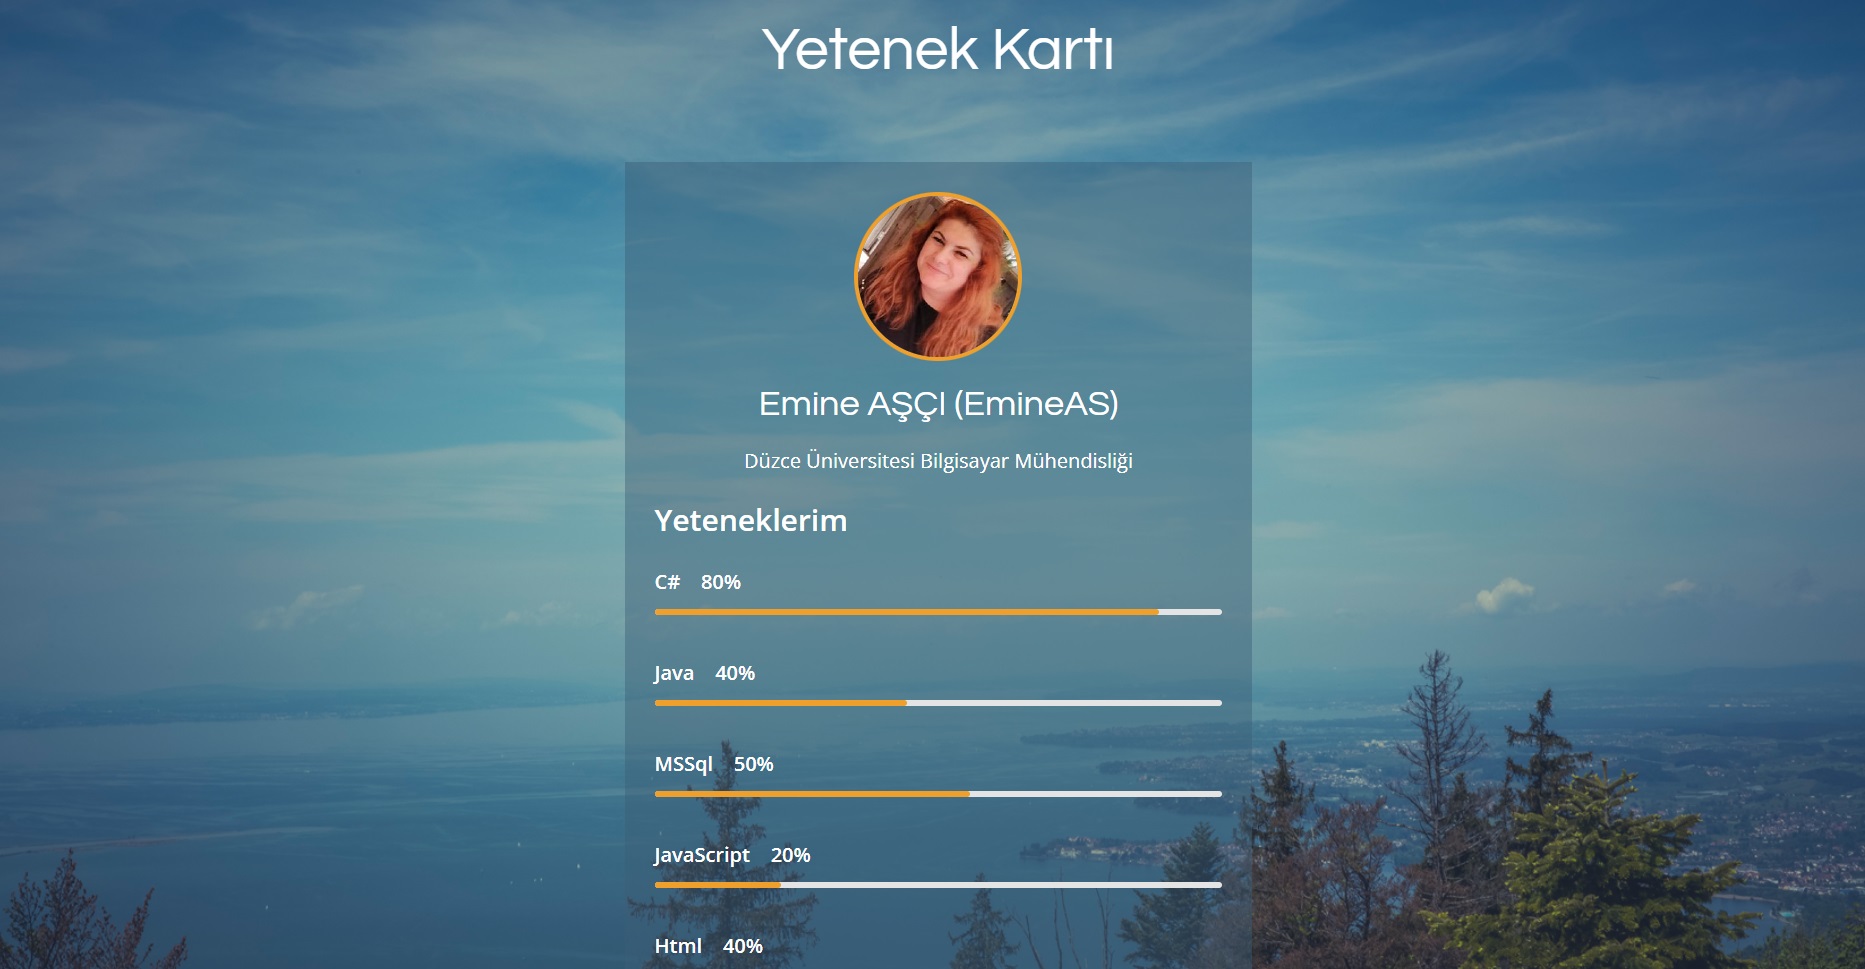 Yetenek Kartı
Emine AŞÇI (EmineAS)
Düzce Üniversitesi Bilgisayar Mühendisliği
Yeteneklerim
C# 80%
Java 40%
MSSql 50%
JavaScript 20%
Html 40%